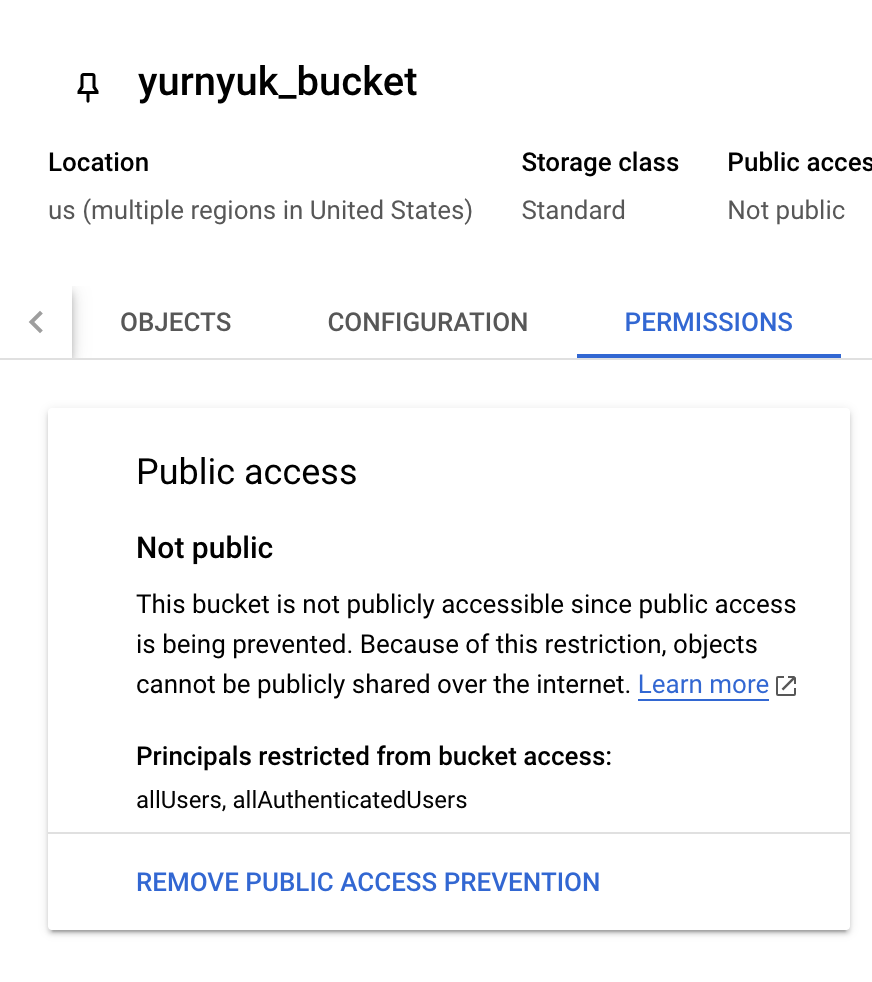 yurnyuk_bucket
Location
us (multiple regions in United States)
Storage class
Standard
Public acces
Not public
OBJECTS
CONFIGURATION
PERMISSIONS
Public access
Not public
This bucket is not publicly accessible since public access
is being prevented. Because of this restriction, objects
cannot be publicly shared over the internet. Learn more
Principals restricted from bucket access:
allUsers, allAuthenticatedUsers
REMOVE PUBLIC ACCESS PREVENTION